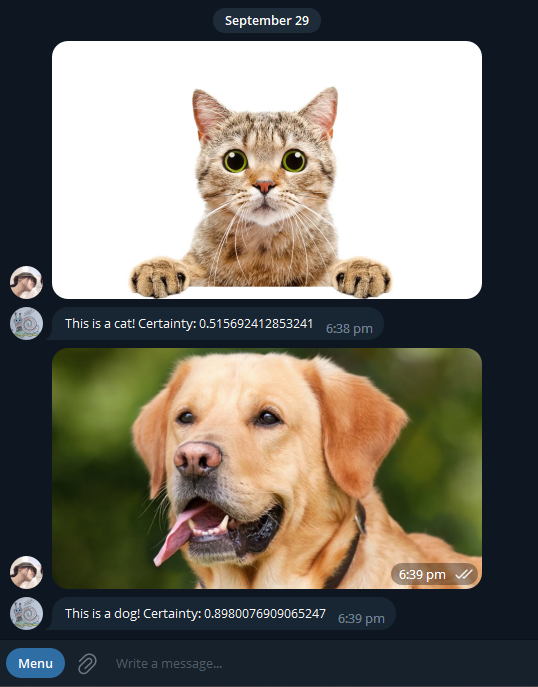 September 29
This is a cat! Certainty: 0.515692412853241 6:38 pm
6:39 pm
This is a dog! Certainty: 0.8980076909065247 6:39 pm
Menu Write a message...